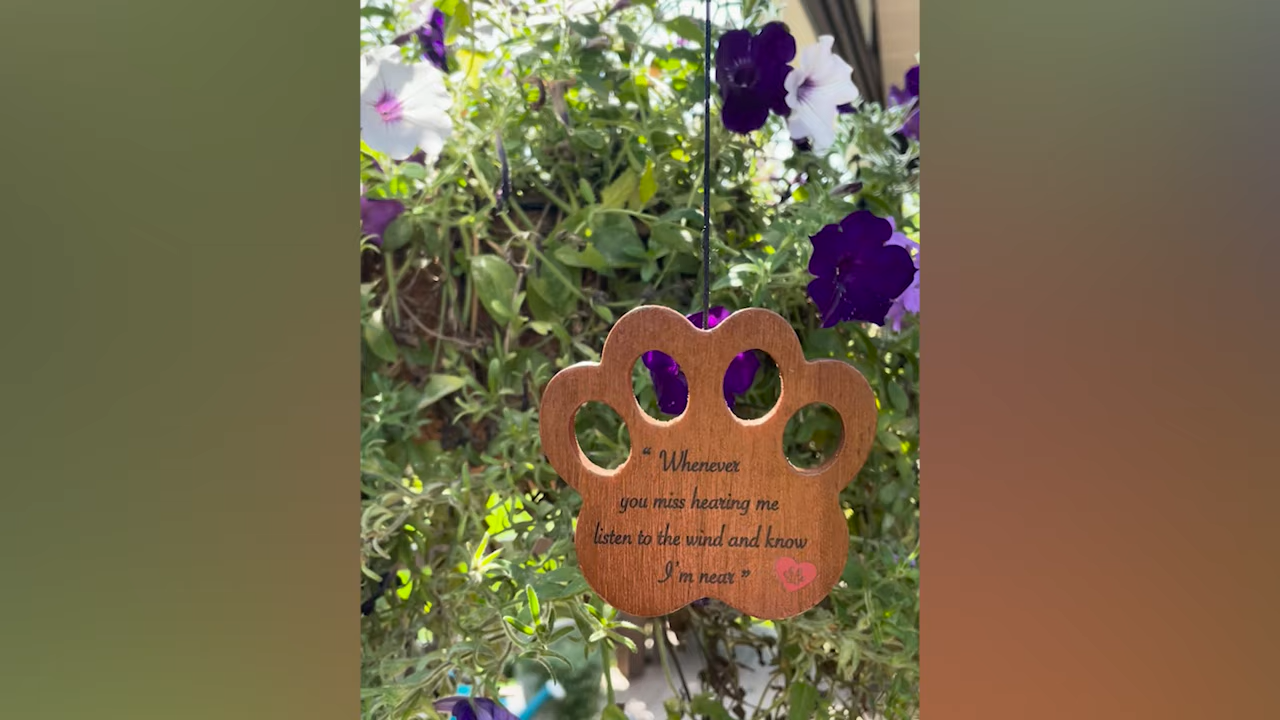 “ Whenever
you miss hearing me
listen to the wind and know
I'm near ”